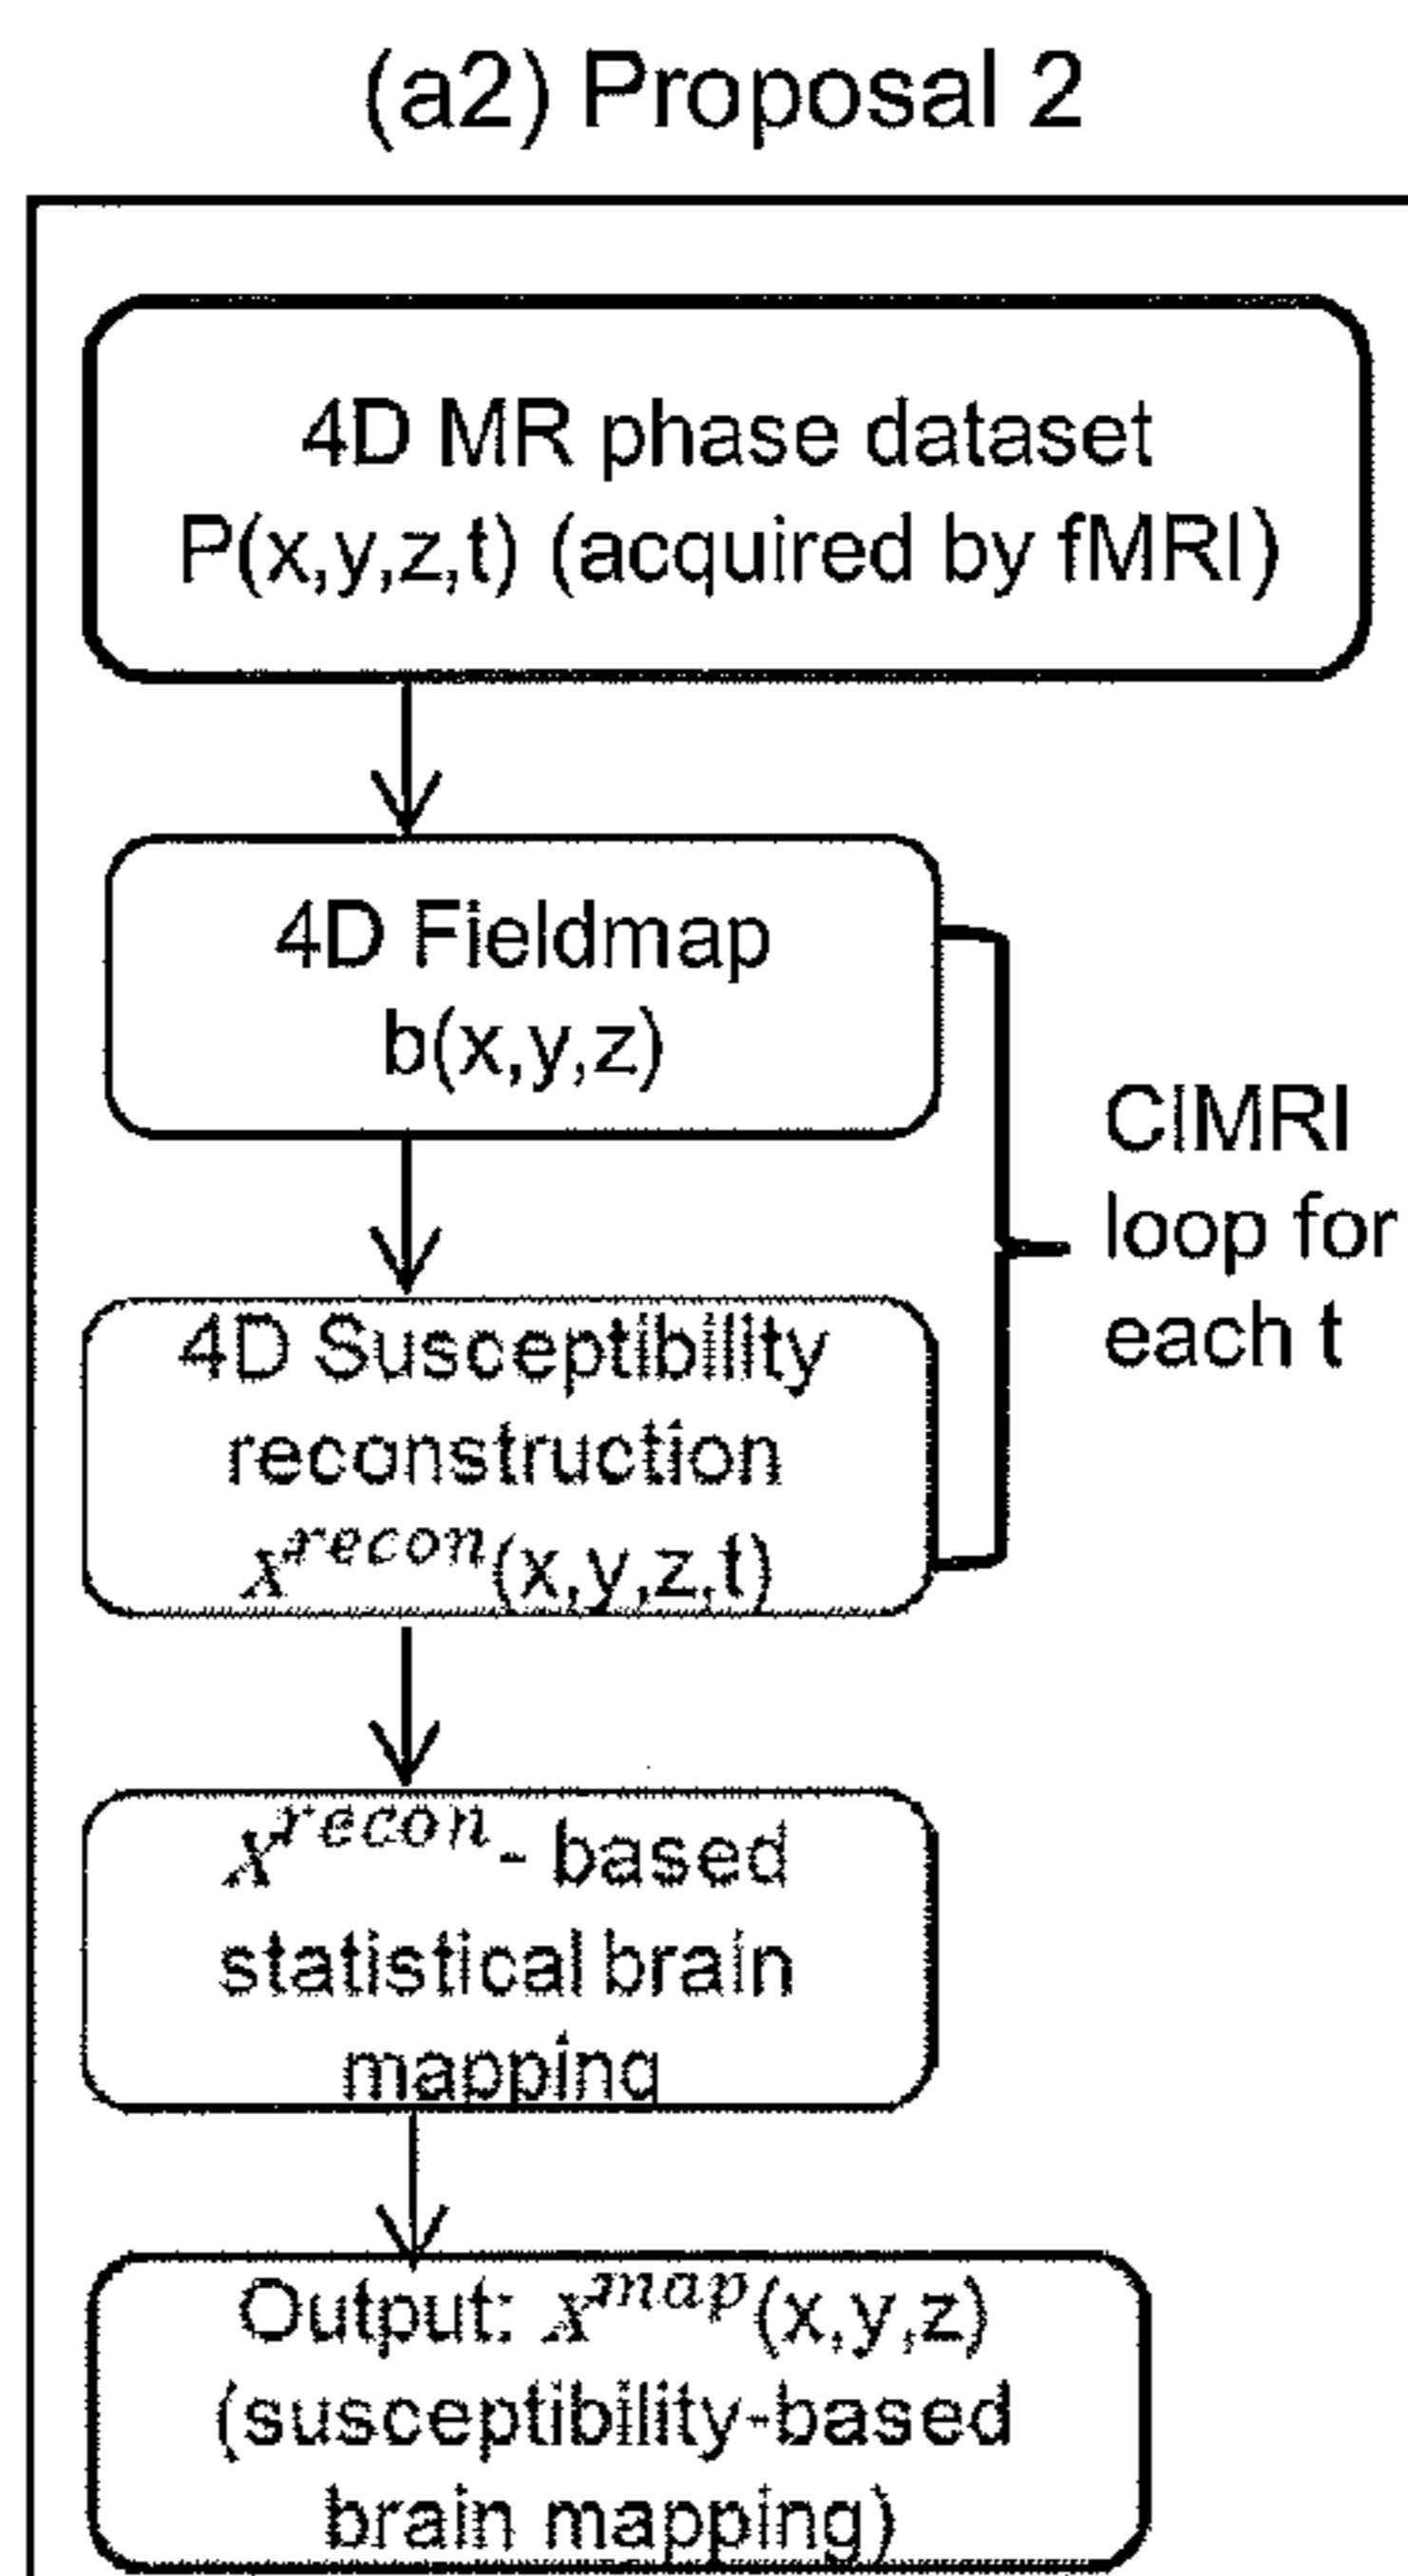 (a2) Proposal 2
4D MR phase dataset
P(x,y,z,t) (acquired by fMRI)
4D Fieldmap
b(x,y,z)
CIMRI
loop for
each t
4D Susceptibility
reconstruction
x^recon(x,y,z,t)
x^recon- based
statistical brain
mapping
Output: x^map(x,y,z)
(susceptibility-based
brain mapping)